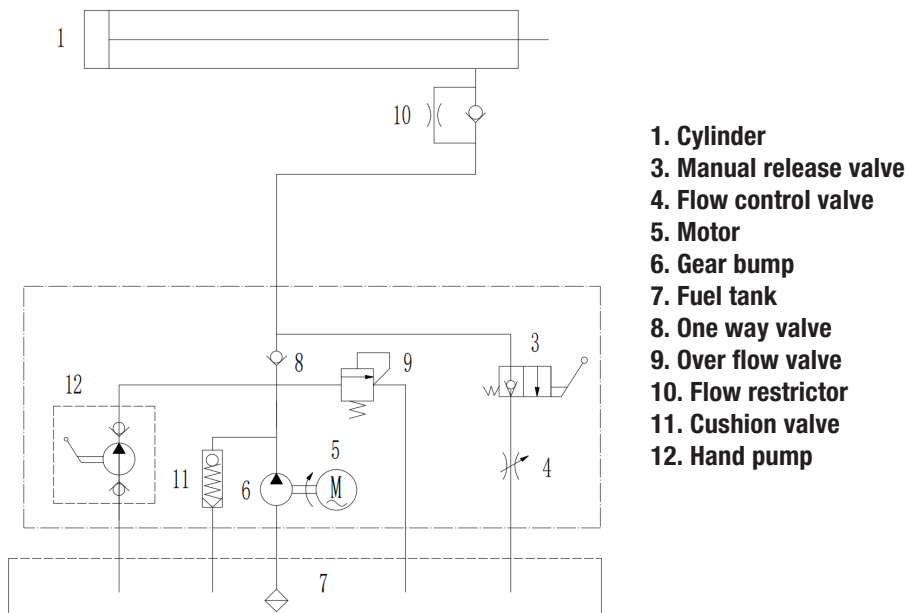 1
10
1. Cylinder
3. Manual release valve
4. Flow control valve
5. Motor
6. Gear bump
7. Fuel tank
8. One way valve
9. Over flow valve
10. Flow restrictor
11. Cushion valve
12. Hand pump
3
8
9
12
5
11
6
M
4
7